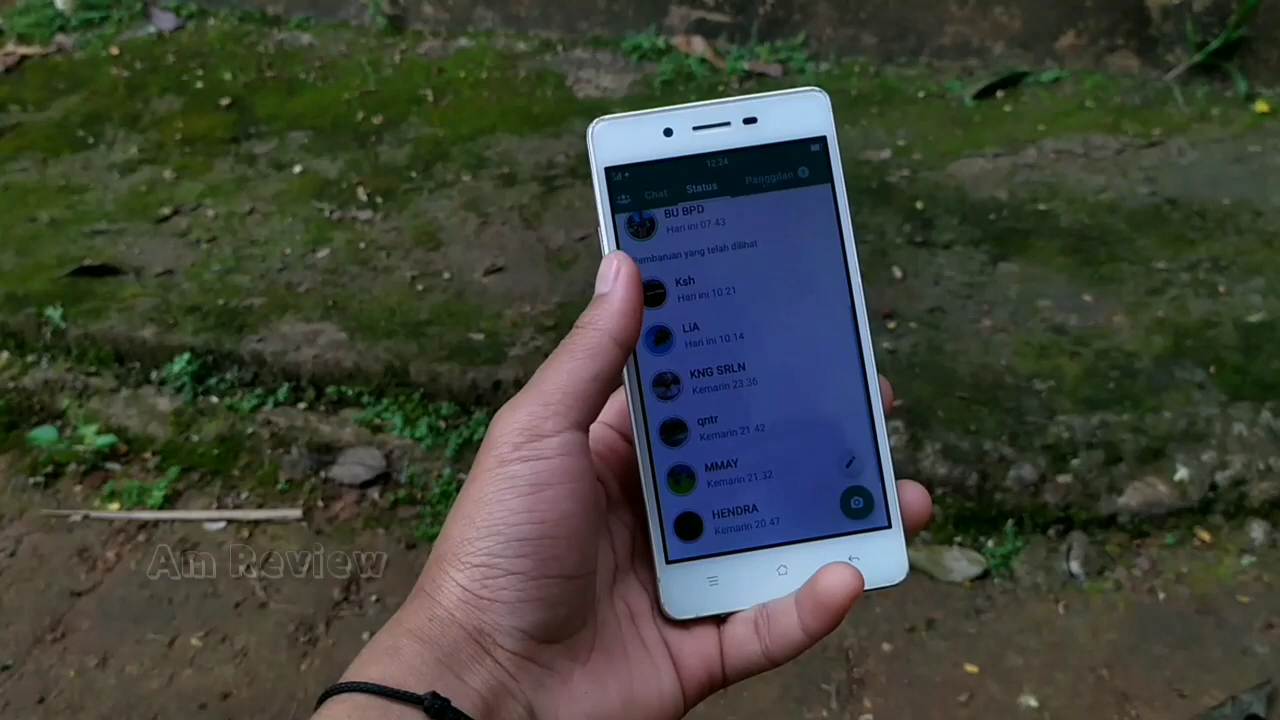 12.24
Chat Status Panggilan
BU BPD
Hari ini 07.43
Pembaruan yang telah dilihat
Ksh
Hari ini 10.21
LiA
Hari ini 10.14
KNG SRLN
Kemarin 23.36
qntr
Kemarin 21.42
MMAY
Kemarin 21.32
HENDRA
Kemarin 20.47
Am Review